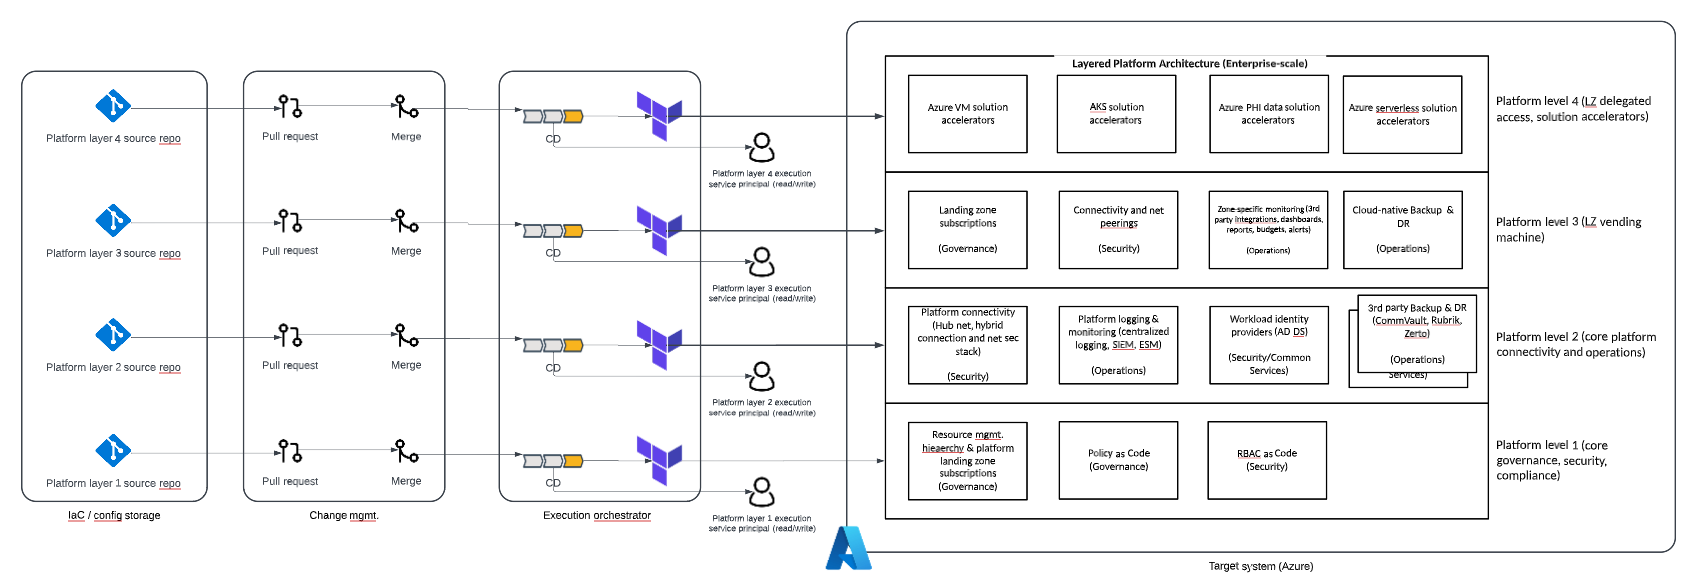 Layered Platform Architecture (Enterprise-scale)
Platform layer 4 source repo
Pull request
Merge
CD
Platform layer 4 execution
service principal (read/write)
Azure VM solution
accelerators
AKS solution
accelerators
Azure PHI data solution
accelerators
Azure serverless solution
accelerators
Platform level 4 (LZ delegated
access, solution accelerators)
Platform layer 3 source repo
Pull request
Merge
CD
Platform layer 3 execution
service principal (read/write)
Landing zone
subscriptions
(Governance)
Connectivity and net
peerings
(Security)
Zone-specific monitoring (3rd
party integrations, dashboards,
reports, budgets, alerts)
(Operations)
Cloud-native Backup &
DR
(Operations)
Platform level 3 (LZ vending
machine)
Platform layer 2 source repo
Pull request
Merge
CD
Platform layer 2 execution
service principal (read/write)
Platform connectivity
(Hub net, hybrid
connection and net sec
stack)
(Security)
Platform logging &
monitoring (centralized
logging, SIEM, ESM)
(Operations)
Workload identity
providers (AD DS)
(Security/Common
Services)
3rd party Backup & DR
(CommVault, Rubrik,
Zerto)
(Operations)
Services)
Platform level 2 (core platform
connectivity and operations)
Platform layer 1 source repo
Pull request
Merge
CD
Platform layer 1 execution
service principal (read/write)
Resource mgmt.
hieaerchy & platform
landing zone
subscriptions
(Governance)
Policy as Code
(Governance)
RBAC as Code
(Security)
Platform level 1 (core
governance, security,
compliance)
IaC / config storage
Change mgmt.
Execution orchestrator
Target system (Azure)